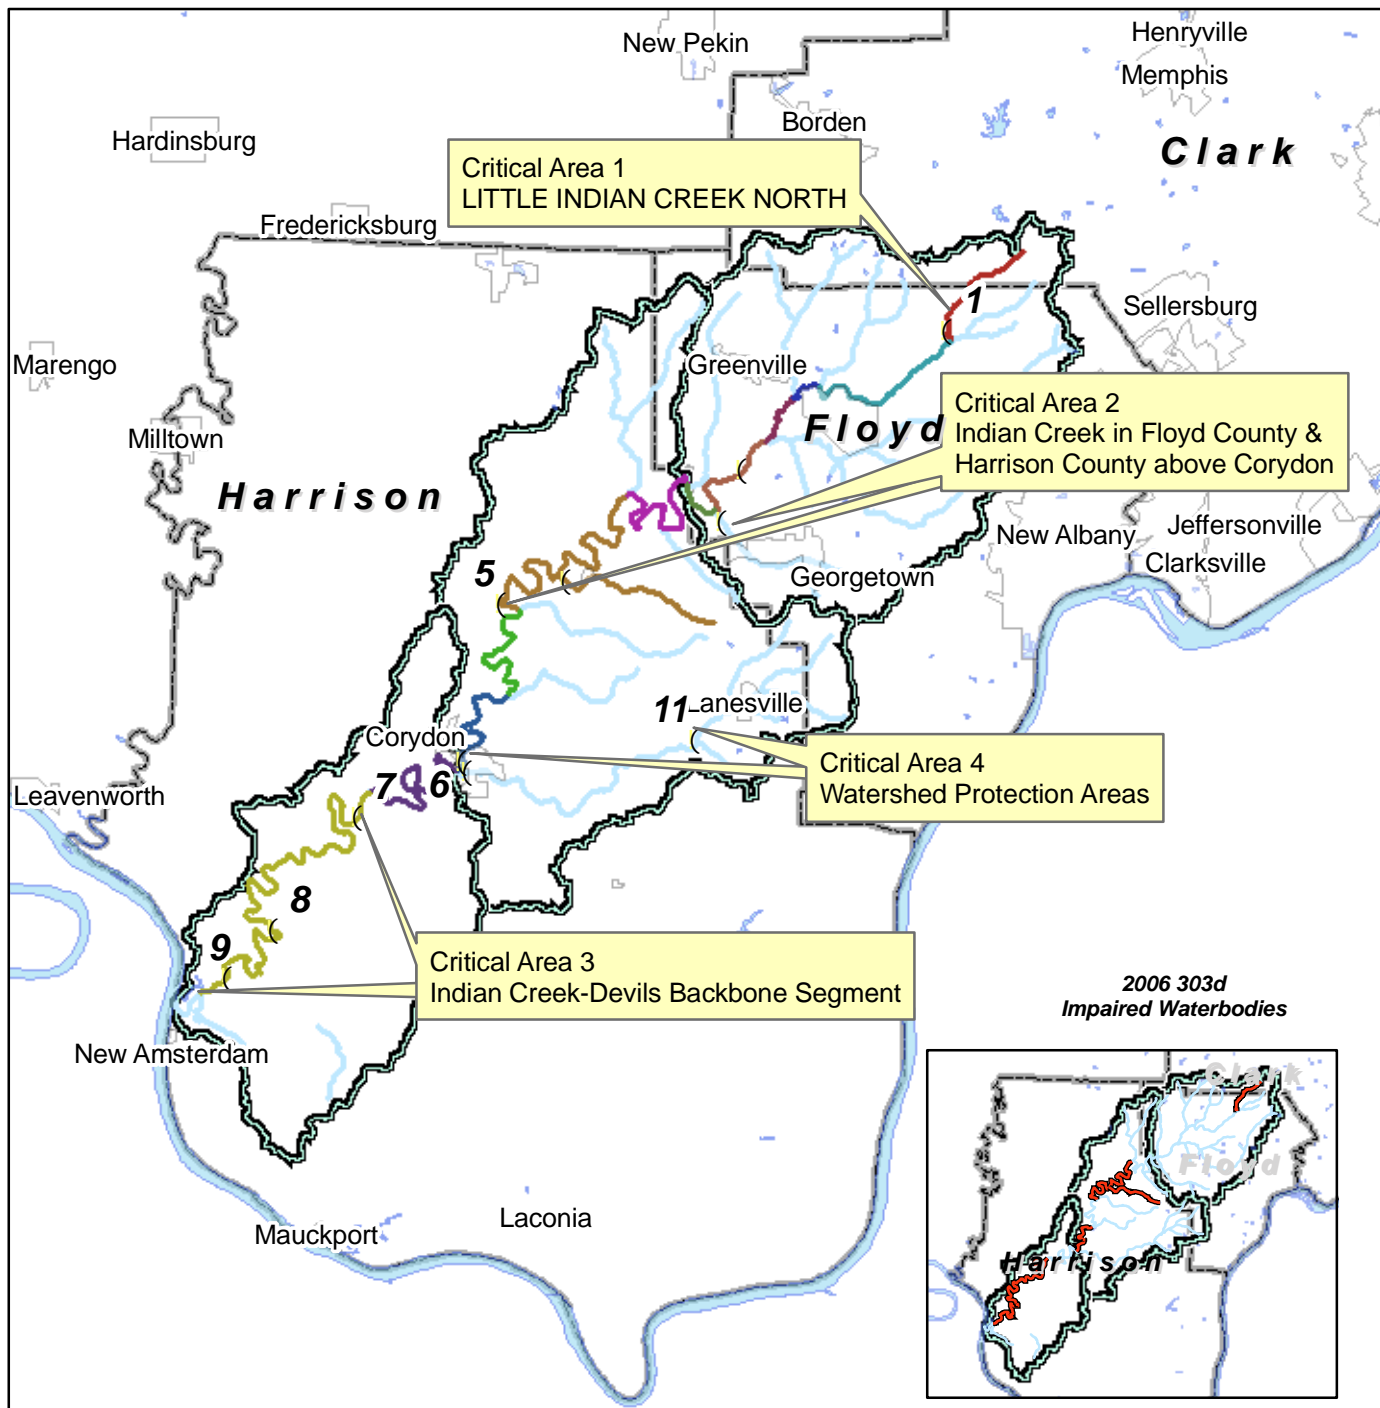 Henryville
New Pekin
Memphis
Borden
Hardinsburg
Clark
Critical Area 1
LITTLE INDIAN CREEK NORTH
Fredericksburg
1
Sellersburg
Marengo
Greenville
Critical Area 2
Indian Creek in Floyd County &
Harrison County above Corydon
Floyd
Milltown
Harrison
New Albany
Jeffersonville
Clarksville
5
Georgetown
11
Lanesville
Corydon
Critical Area 4
Watershed Protection Areas
7
6
Leavenworth
8
9
Critical Area 3
Indian Creek-Devils Backbone Segment
2006 303d
Impaired Waterbodies
New Amsterdam
Clark
Floyd
Harrison
Laconia
Mauckport